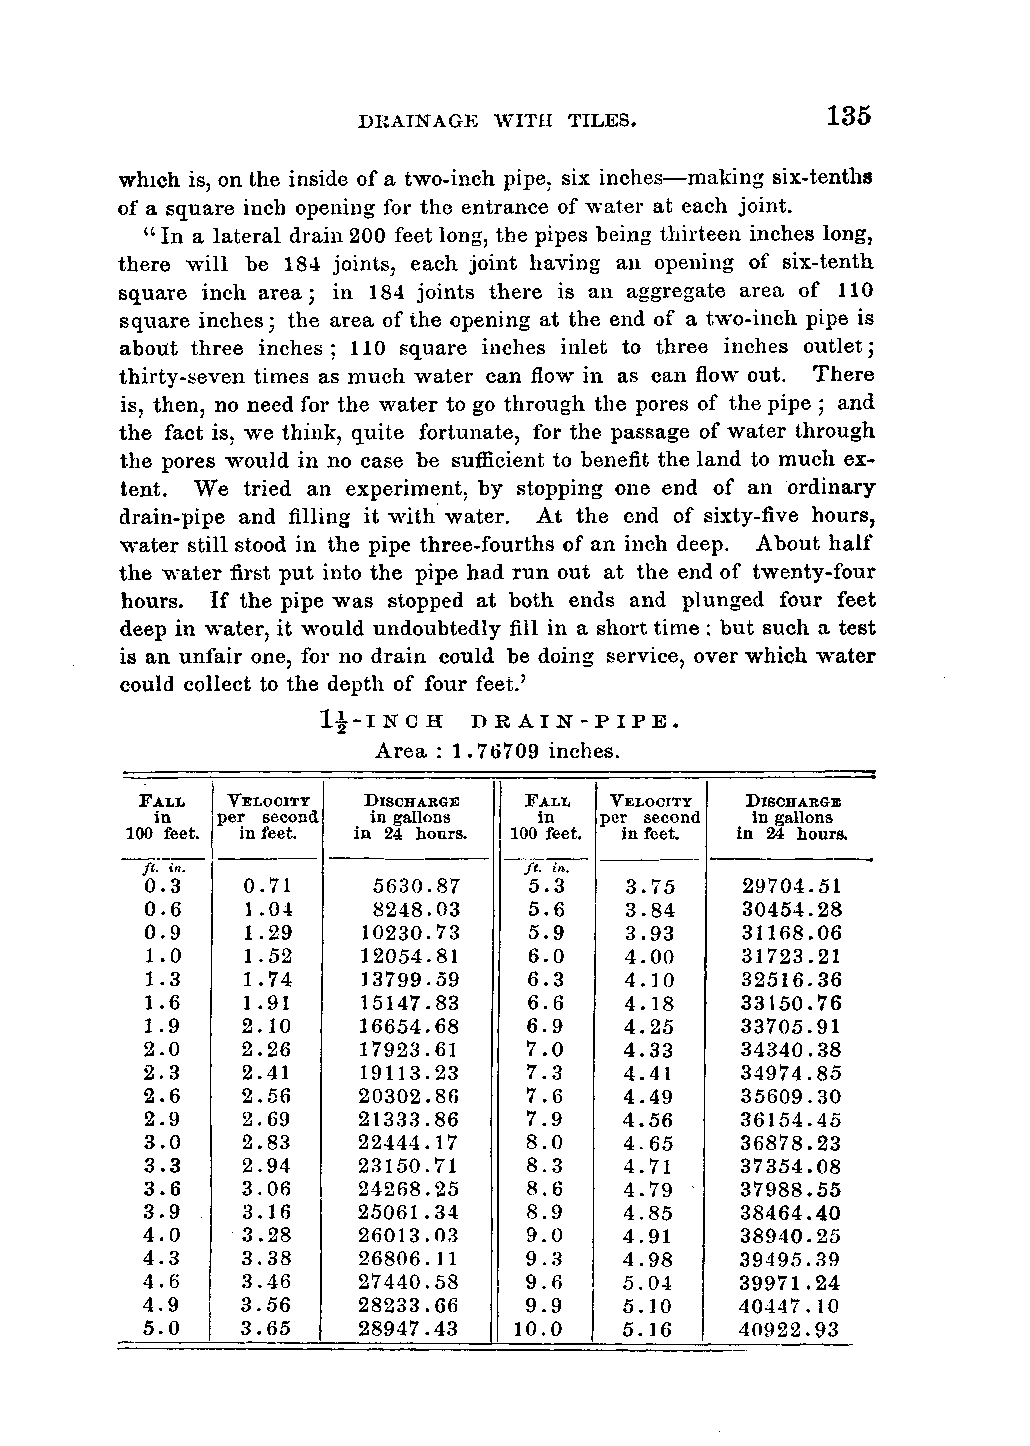 DRAINAGE WITH TILES. 135
which is, on the inside of a two-inch pipe, six inches—making six-tenths
of a square inch opening for the entrance of water at each joint.
“In a lateral drain 200 feet long, the pipes being thirteen inches long,
there will be 184 joints, each joint having an opening of six-tenth
square inch area; in 184 joints there is an aggregate area of 110
square inches; the area of the opening at the end of a two-inch pipe is
about three inches; 110 square inches inlet to three inches outlet;
thirty-seven times as much water can flow in as can flow out. There
is, then, no need for the water to go through the pores of the pipe; and
the fact is, we think, quite fortunate, for the passage of water through
the pores would in no case be sufficient to benefit the land to much ex-
tent. We tried an experiment, by stopping one end of an ordinary
drain-pipe and filling it with water. At the end of sixty-five hours,
water still stood in the pipe three-fourths of an inch deep. About half
the water first put into the pipe had run out at the end of twenty-four
hours. If the pipe was stopped at both ends and plunged four feet
deep in water, it would undoubtedly fill in a short time; but such a test
is an unfair one, for no drain could be doing service, over which water
could collect to the depth of four feet.’
1½-INCH DRAIN-PIPE.
Area : 1.76709 inches.
FALL VELOCITY DISCHARGE FALL VELOCITY DISCHARGE
in per second in gallons in per second in gallons
100 feet. in feet. in 24 hours. 100 feet. in feet. in 24 hours.
ft. in. ft. in.
0.3 0.71 5630.87 5.3 3.75 29704.51
0.6 1.04 8248.03 5.6 3.84 30454.28
0.9 1.29 10230.73 5.9 3.93 31168.06
1.0 1.52 12054.81 6.0 4.00 31723.21
1.3 1.74 13799.59 6.3 4.10 32516.36
1.6 1.91 15147.83 6.6 4.18 33150.76
1.9 2.10 16654.68 6.9 4.25 33705.91
2.0 2.26 17923.61 7.0 4.33 34340.38
2.3 2.41 19113.23 7.3 4.41 34974.85
2.6 2.56 20302.86 7.6 4.49 35609.30
2.9 2.69 21333.86 7.9 4.56 36154.45
3.0 2.83 22444.17 8.0 4.65 36878.23
3.3 2.94 23150.71 8.3 4.71 37354.08
3.6 3.06 24268.25 8.6 4.79 37988.55
3.9 3.16 25061.34 8.9 4.85 38464.40
4.0 3.28 26013.03 9.0 4.91 38940.25
4.3 3.38 26806.11 9.3 4.98 39495.39
4.6 3.46 27440.58 9.6 5.04 39971.24
4.9 3.56 28233.66 9.9 5.10 40447.10
5.0 3.65 28947.43 10.0 5.16 40922.93